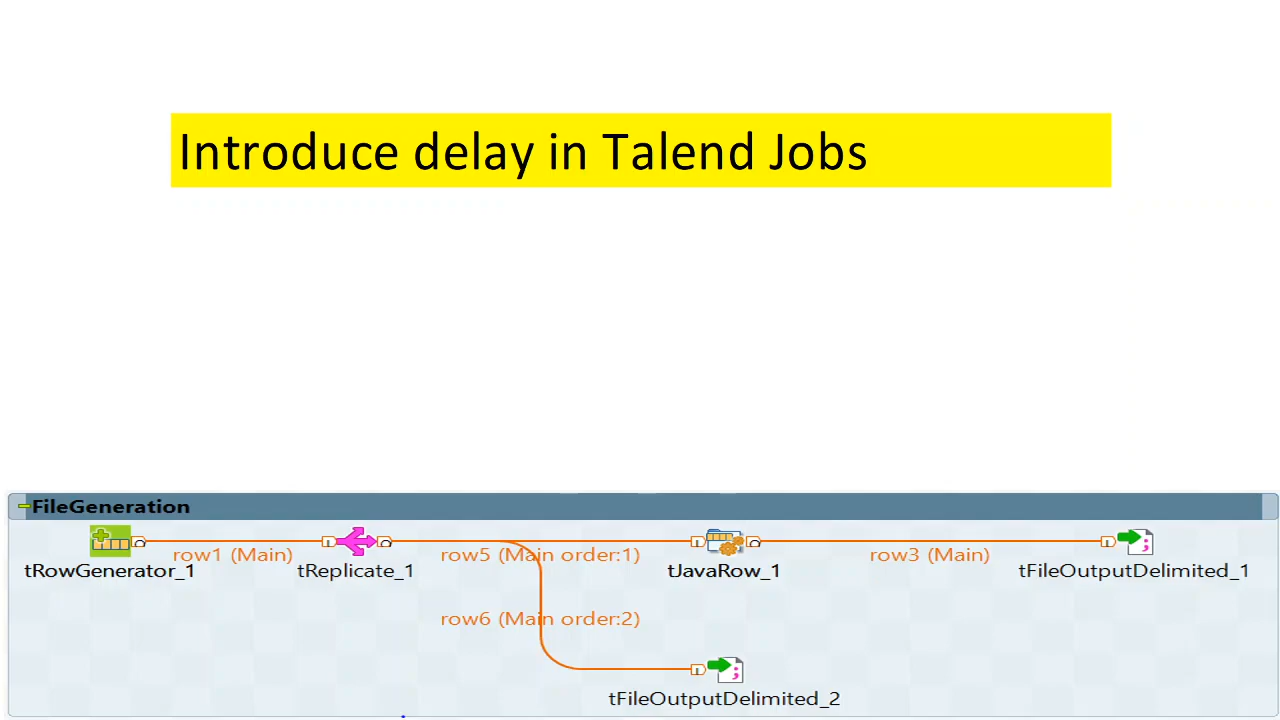 Introduce delay in Talend Jobs
FileGeneration
row1 (Main)
row5 (Main order:1)
row3 (Main)
tRowGenerator_1
tReplicate_1
tJavaRow_1
tFileOutputDelimited_1
row6 (Main order:2)
tFileOutputDelimited_2